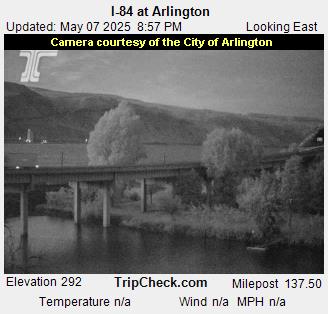 I-84 at Arlington
Updated: May 07 2025 8:57 PM Looking East
Camera courtesy of the City of Arlington
Elevation 292 TripCheck.com Milepost 137.50
Temperature n/a Wind n/a MPH n/a